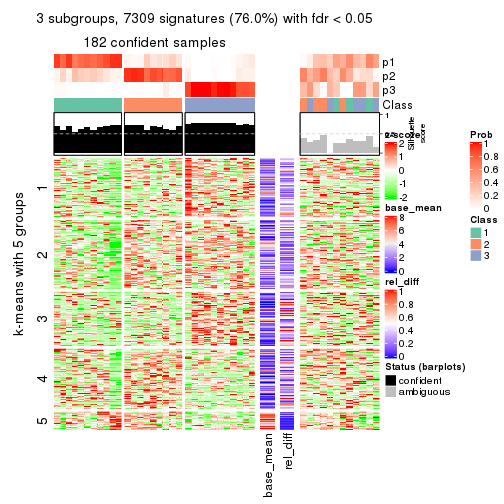 3 subgroups, 7309 signatures (76.0%) with fdr < 0.05
182 confident samples
p1
p2
p3
Class
1
Silhouette
score
k-means with 5 groups
1
2
3
4
5
base_mean
rel_diff
z-score
2
1
0
-1
-2
base_mean
8
6
4
2
0
rel_diff
1
0.8
0.6
0.4
0.2
0
Status (barplots)
confident
ambiguous
Prob
1
0.8
0.6
0.4
0.2
0
Class
1
2
3